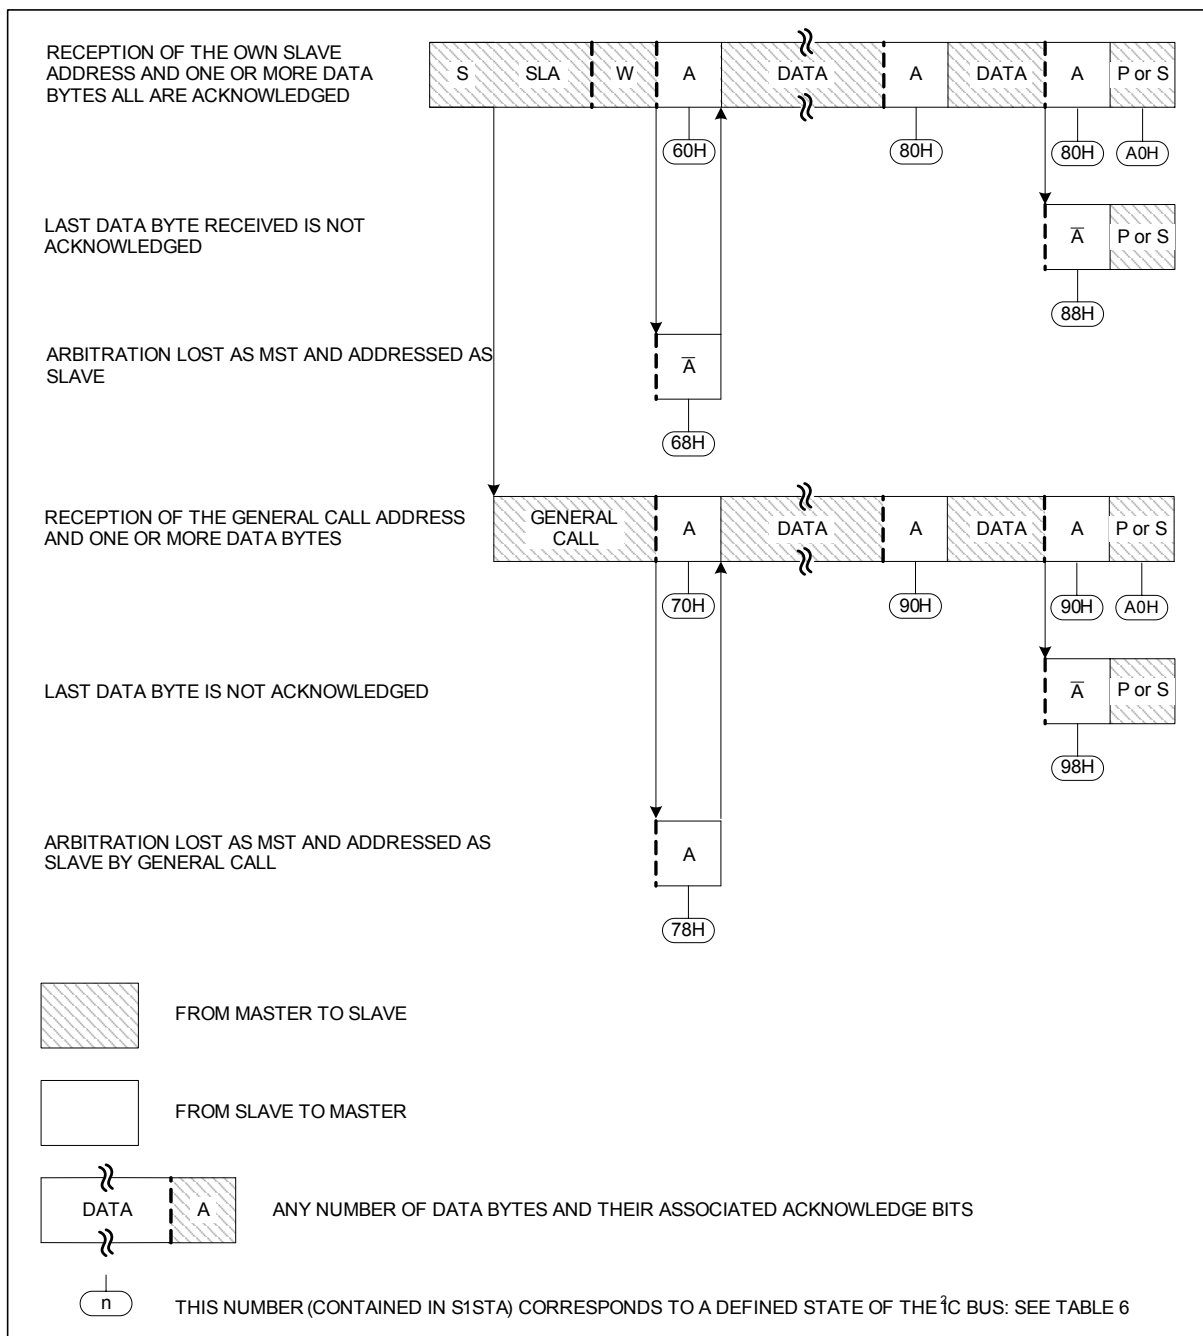 RECEPTION OF THE OWN SLAVE
ADDRESS AND ONE OR MORE DATA
BYTES ALL ARE ACKNOWLEDGED
S SLA W A DATA A DATA A P or S
60H 80H 80H A0H
LAST DATA BYTE RECEIVED IS NOT
ACKNOWLEDGED
A̅ P or S
88H
ARBITRATION LOST AS MST AND ADDRESSED AS
SLAVE
A̅
68H
RECEPTION OF THE GENERAL CALL ADDRESS
AND ONE OR MORE DATA BYTES
GENERAL
CALL
A DATA A DATA A P or S
70H 90H 90H A0H
LAST DATA BYTE IS NOT ACKNOWLEDGED
A̅ P or S
98H
ARBITRATION LOST AS MST AND ADDRESSED AS
SLAVE BY GENERAL CALL
A
78H
FROM MASTER TO SLAVE
FROM SLAVE TO MASTER
DATA A ANY NUMBER OF DATA BYTES AND THEIR ASSOCIATED ACKNOWLEDGE BITS
n THIS NUMBER (CONTAINED IN S1STA) CORRESPONDS TO A DEFINED STATE OF THE I²C BUS: SEE TABLE 6